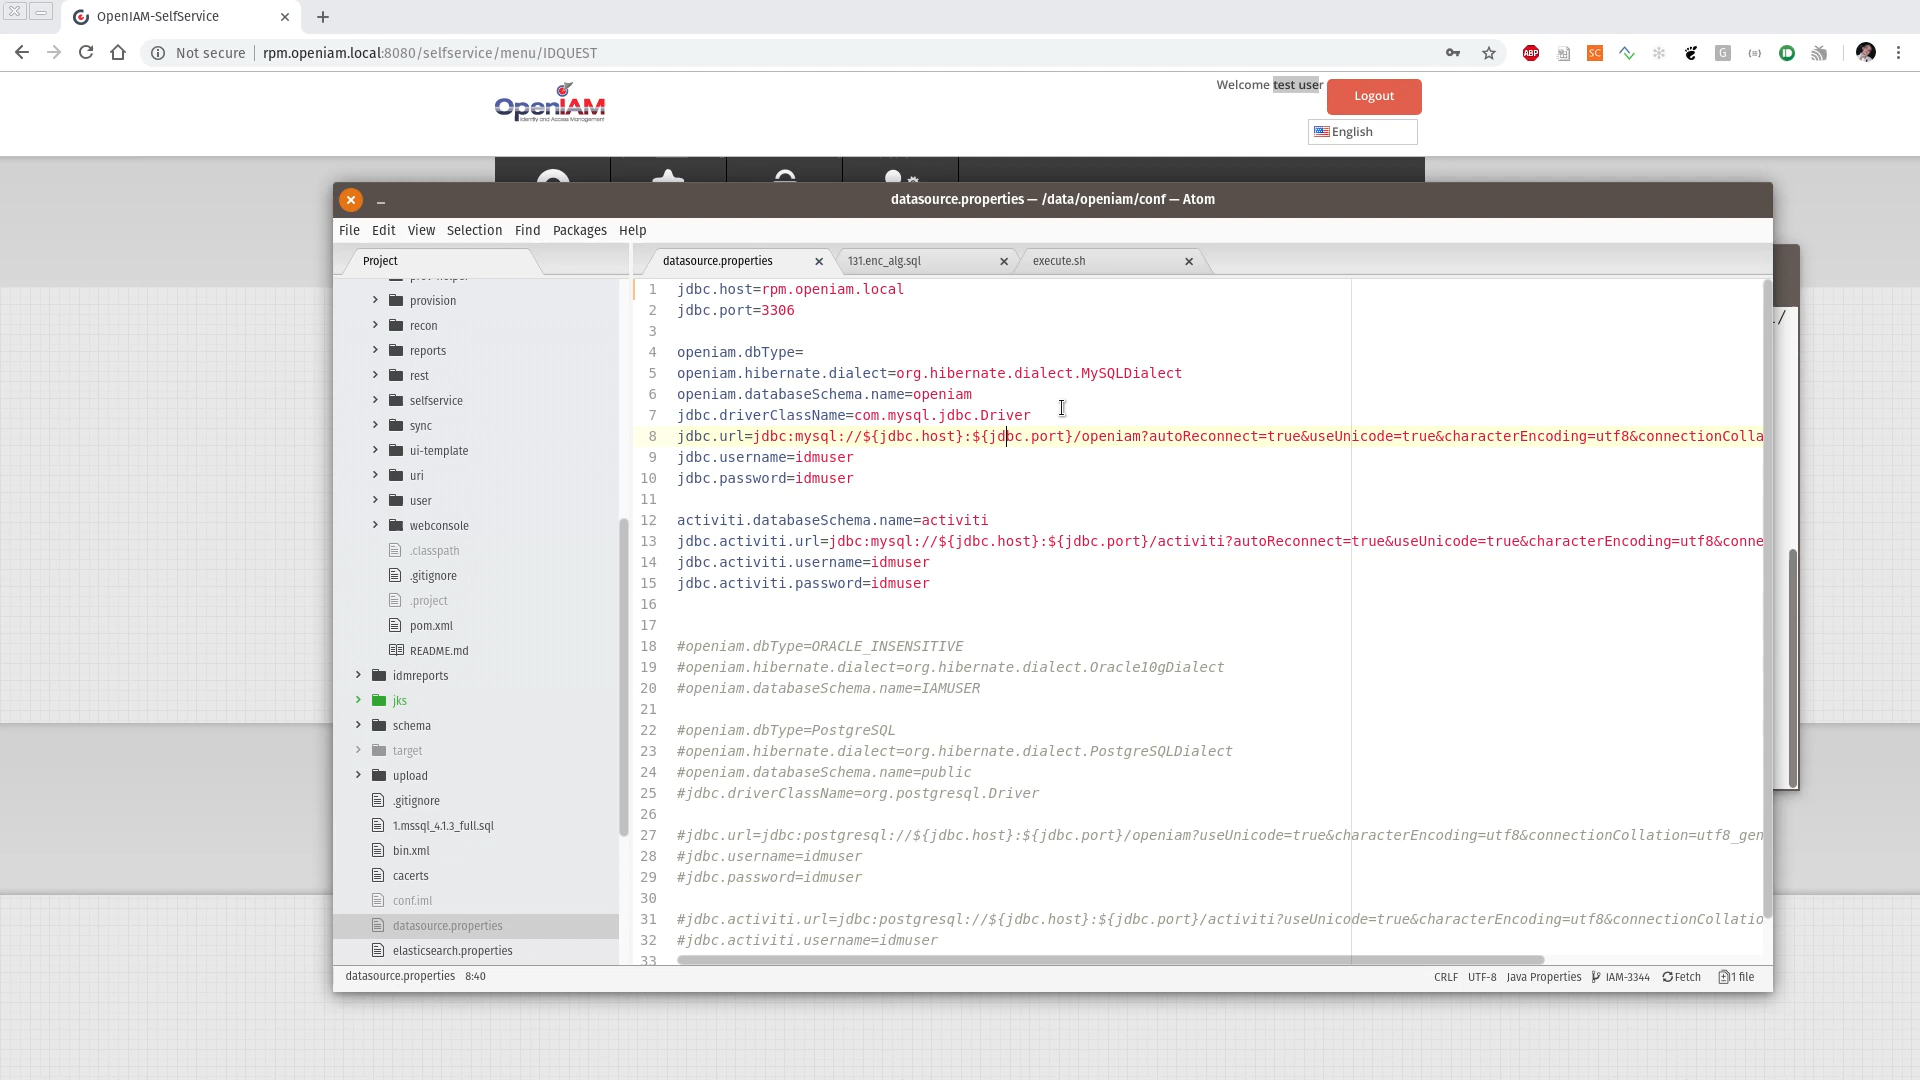 OpenIAM-SelfService
Not secure | rpm.openiam.local:8080/selfservice/menu/IDQUEST
ABP
SC
G
OpenIAM
Identity and Access Management
Welcome test user
Logout
English
datasource.properties — /data/openiam/conf — Atom
File Edit View Selection Find Packages Help
Project
datasource.properties
131.enc_alg.sql
execute.sh
provision
recon
reports
rest
selfservice
sync
ui-template
uri
user
webconsole
.classpath
.gitignore
.project
pom.xml
README.md
idmreports
jks
schema
target
upload
.gitignore
1.mssql_4.1.3_full.sql
bin.xml
cacerts
conf.iml
datasource.properties
elasticsearch.properties
1 jdbc.host=rpm.openiam.local
2 jdbc.port=3306
3
4 openiam.dbType=
5 openiam.hibernate.dialect=org.hibernate.dialect.MySQLDialect
6 openiam.databaseSchema.name=openiam
7 jdbc.driverClassName=com.mysql.jdbc.Driver
8 jdbc.url=jdbc:mysql://${jdbc.host}:${jdbc.port}/openiam?autoReconnect=true&useUnicode=true&characterEncoding=utf8&connectionColla
9 jdbc.username=idmuser
10 jdbc.password=idmuser
11
12 activiti.databaseSchema.name=activiti
13 jdbc.activiti.url=jdbc:mysql://${jdbc.host}:${jdbc.port}/activiti?autoReconnect=true&useUnicode=true&characterEncoding=utf8&conne
14 jdbc.activiti.username=idmuser
15 jdbc.activiti.password=idmuser
16
17
18 #openiam.dbType=ORACLE_INSENSITIVE
19 #openiam.hibernate.dialect=org.hibernate.dialect.Oracle10gDialect
20 #openiam.databaseSchema.name=IAMUSER
21
22 #openiam.dbType=PostgreSQL
23 #openiam.hibernate.dialect=org.hibernate.dialect.PostgreSQLDialect
24 #openiam.databaseSchema.name=public
25 #jdbc.driverClassName=org.postgresql.Driver
26
27 #jdbc.url=jdbc:postgresql://${jdbc.host}:${jdbc.port}/openiam?useUnicode=true&characterEncoding=utf8&connectionCollation=utf8_gen
28 #jdbc.username=idmuser
29 #jdbc.password=idmuser
30
31 #jdbc.activiti.url=jdbc:postgresql://${jdbc.host}:${jdbc.port}/activiti?useUnicode=true&characterEncoding=utf8&connectionCollatio
32 #jdbc.activiti.username=idmuser
33
datasource.properties 8:40
CRLF UTF-8 Java Properties IAM-3344 Fetch 1 file